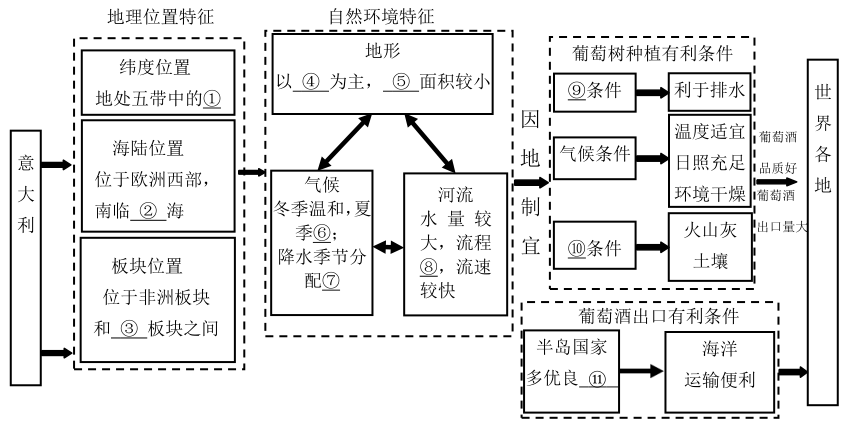 地理位置特征
自然环境特征
意大利
纬度位置
地处五带中的①
海陆位置
位于欧洲西部，
南临 ② 海
板块位置
位于非洲板块
和 ③ 板块之间
地形
以 ④ 为主， ⑤ 面积较小
气候
冬季温和，夏
季⑥；
降水季节分
配⑦
河流
水量较
大，流程
⑧，流速
较快
因地制宜
葡萄树种植有利条件
⑨条件
利于排水
气候条件
温度适宜
日照充足
环境干燥
⑩条件
火山灰
土壤
葡萄酒
品质好
葡萄酒
出口量大
葡萄酒出口有利条件
半岛国家
多优良 ⑪
海洋
运输便利
世界各地